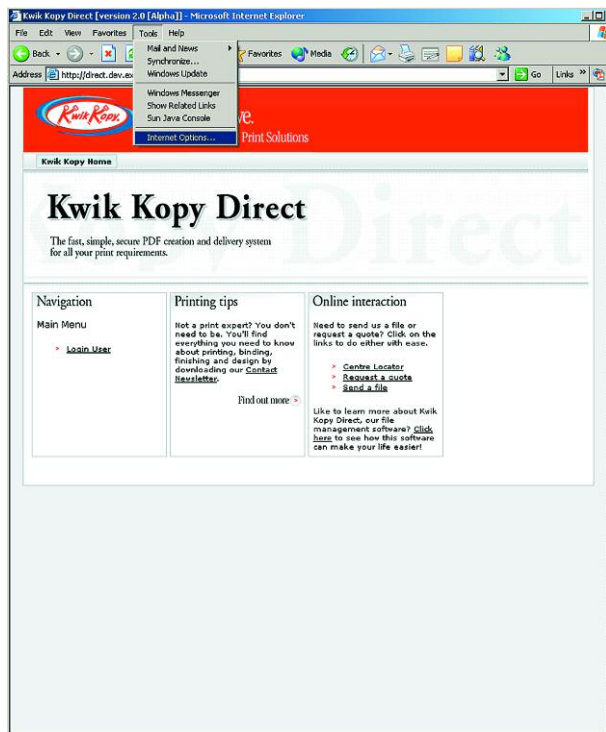 Kwik Kopy Direct [version 2.0 [Alpha]] - Microsoft Internet Explorer
File Edit View Favorites Tools Help
Back Favorites Media
Address http://direct.dev.ex Go Links »
Mail and News
Synchronize...
Windows Update
Windows Messenger
Show Related Links
Sun Java Console
Internet Options...
Kwik Kopy.
ve.
Print Solutions
Kwik Kopy Home
Kwik Kopy Direct
The fast, simple, secure PDF creation and delivery system
for all your print requirements.
Navigation
Main Menu
> Login User
Printing tips
Not a print expert? You don't
need to be. You'll find
everything you need to know
about printing, binding,
finishing and design by
downloading our Contact
Newsletter.
Find out more >
Online interaction
Need to send us a file or
request a quote? Click on the
links to do either with ease.
> Centre Locator
> Request a quote
> Send a file
Like to learn more about Kwik
Kopy Direct, our file
management software? Click
here to see how this software
can make your life easier!